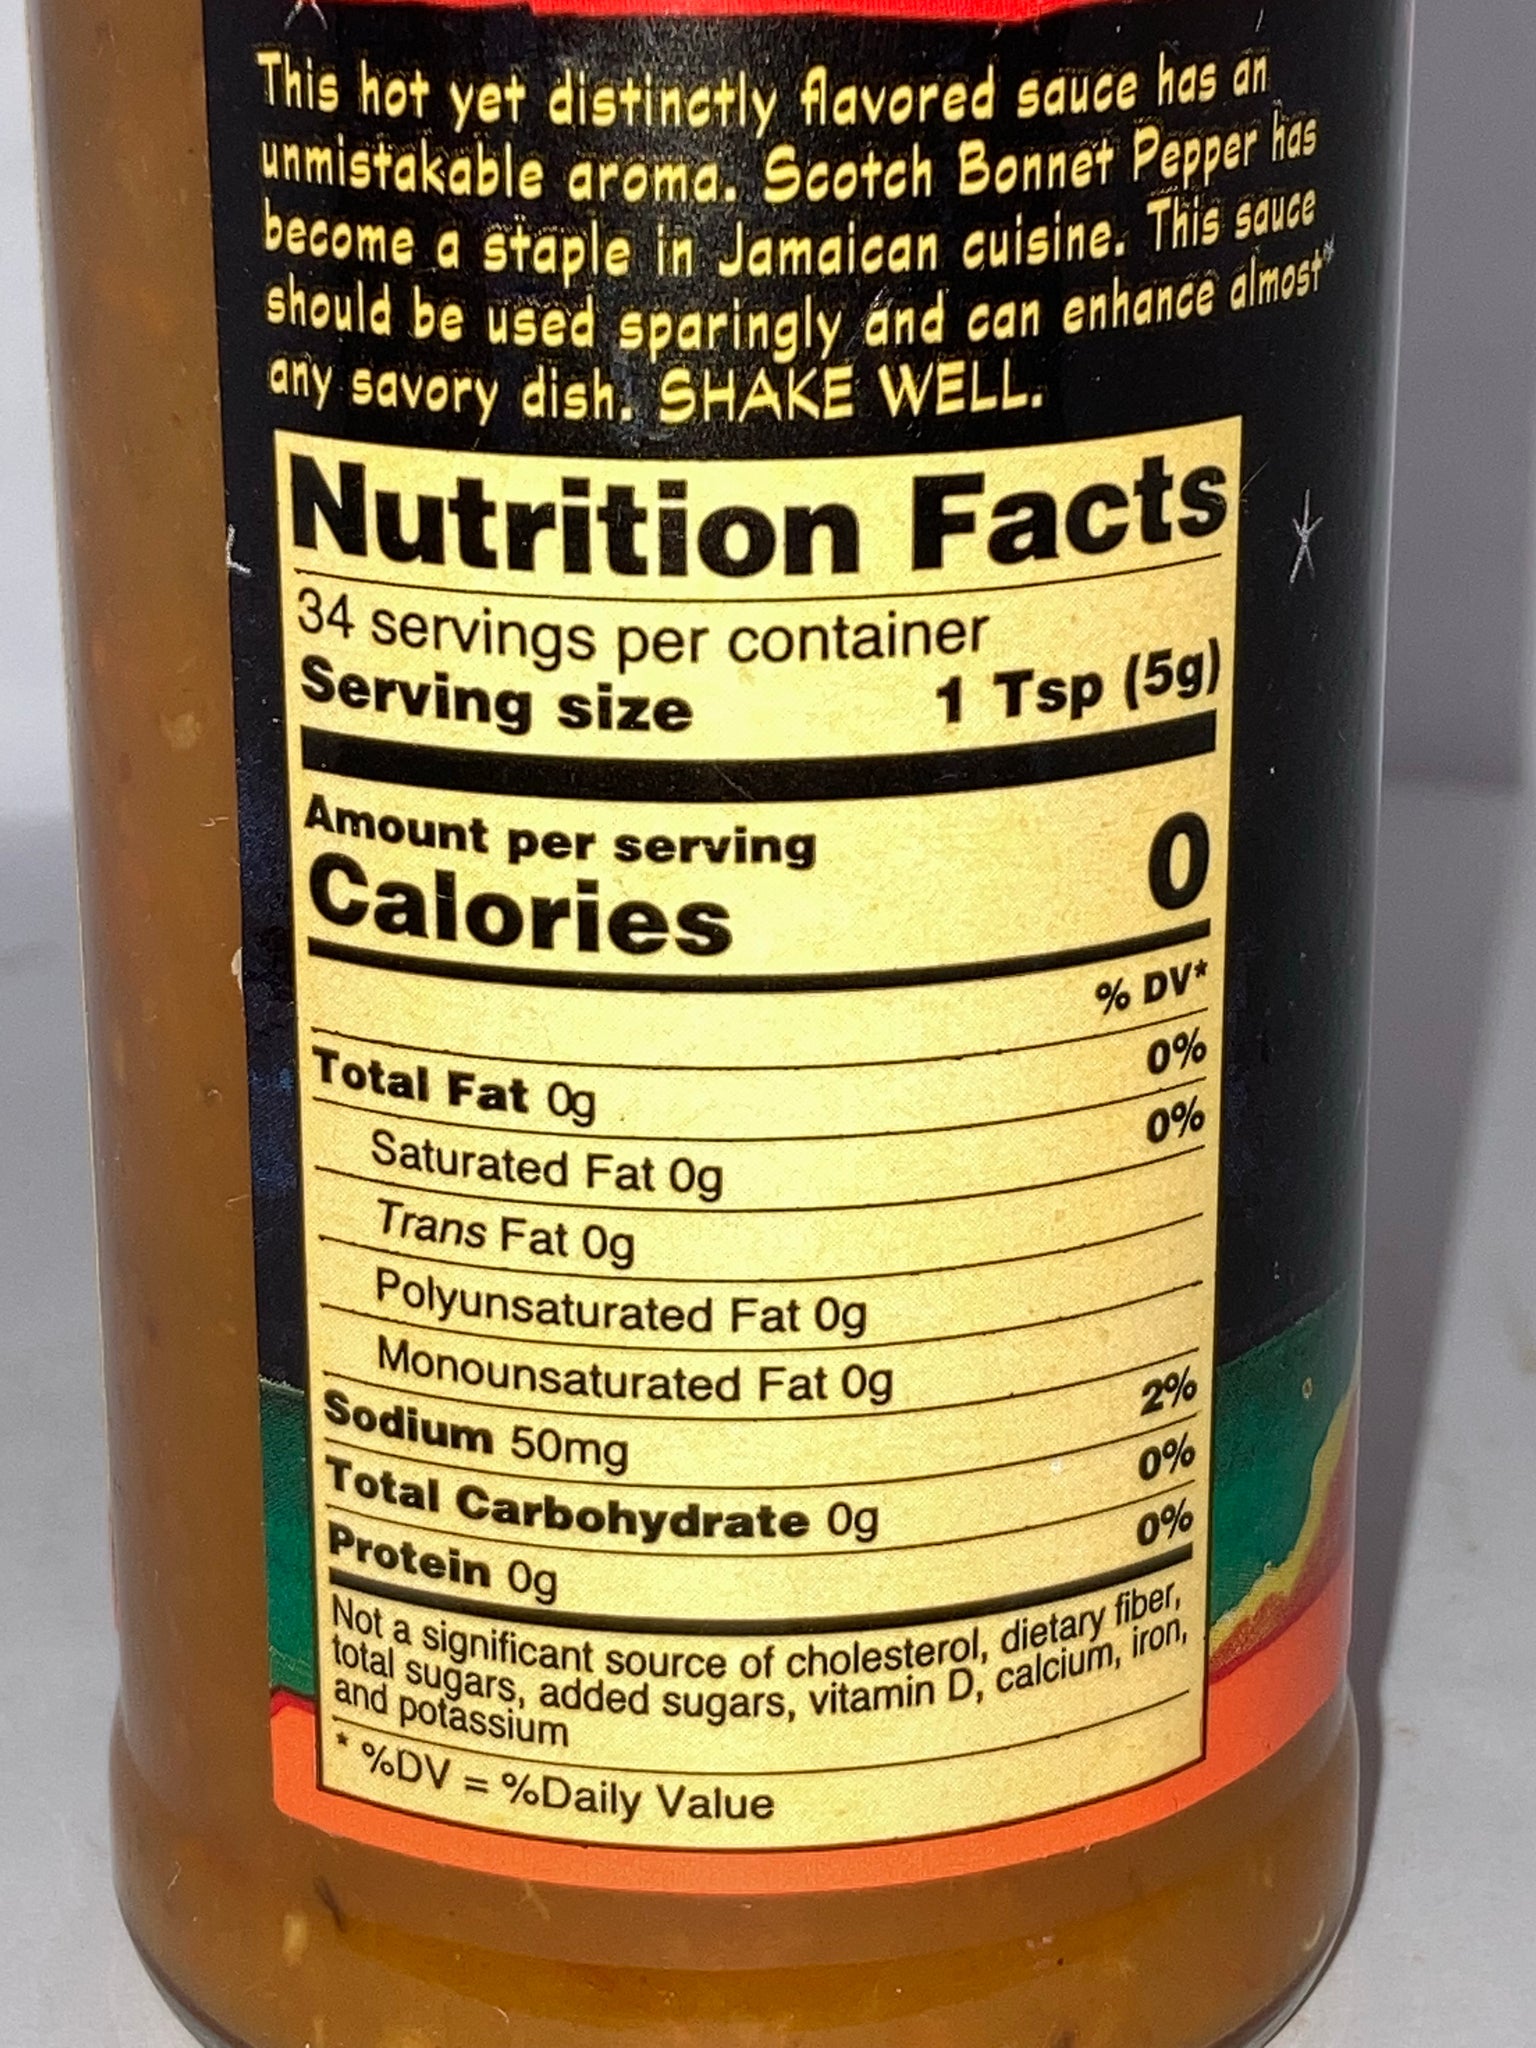 This hot yet distinctly flavored sauce has an
unmistakable aroma. Scotch Bonnet Pepper has
become a staple in Jamaican cuisine. This sauce
should be used sparingly and can enhance almost
any savory dish. SHAKE WELL.
Nutrition Facts
34 servings per container
Serving size 1 Tsp (5g)
Amount per serving
Calories 0
% DV*
Total Fat 0g 0%
Saturated Fat 0g 0%
Trans Fat 0g
Polyunsaturated Fat 0g
Monounsaturated Fat 0g
Sodium 50mg 2%
Total Carbohydrate 0g 0%
Protein 0g 0%
Not a significant source of cholesterol, dietary fiber,
total sugars, added sugars, vitamin D, calcium, iron,
and potassium
* %DV = %Daily Value